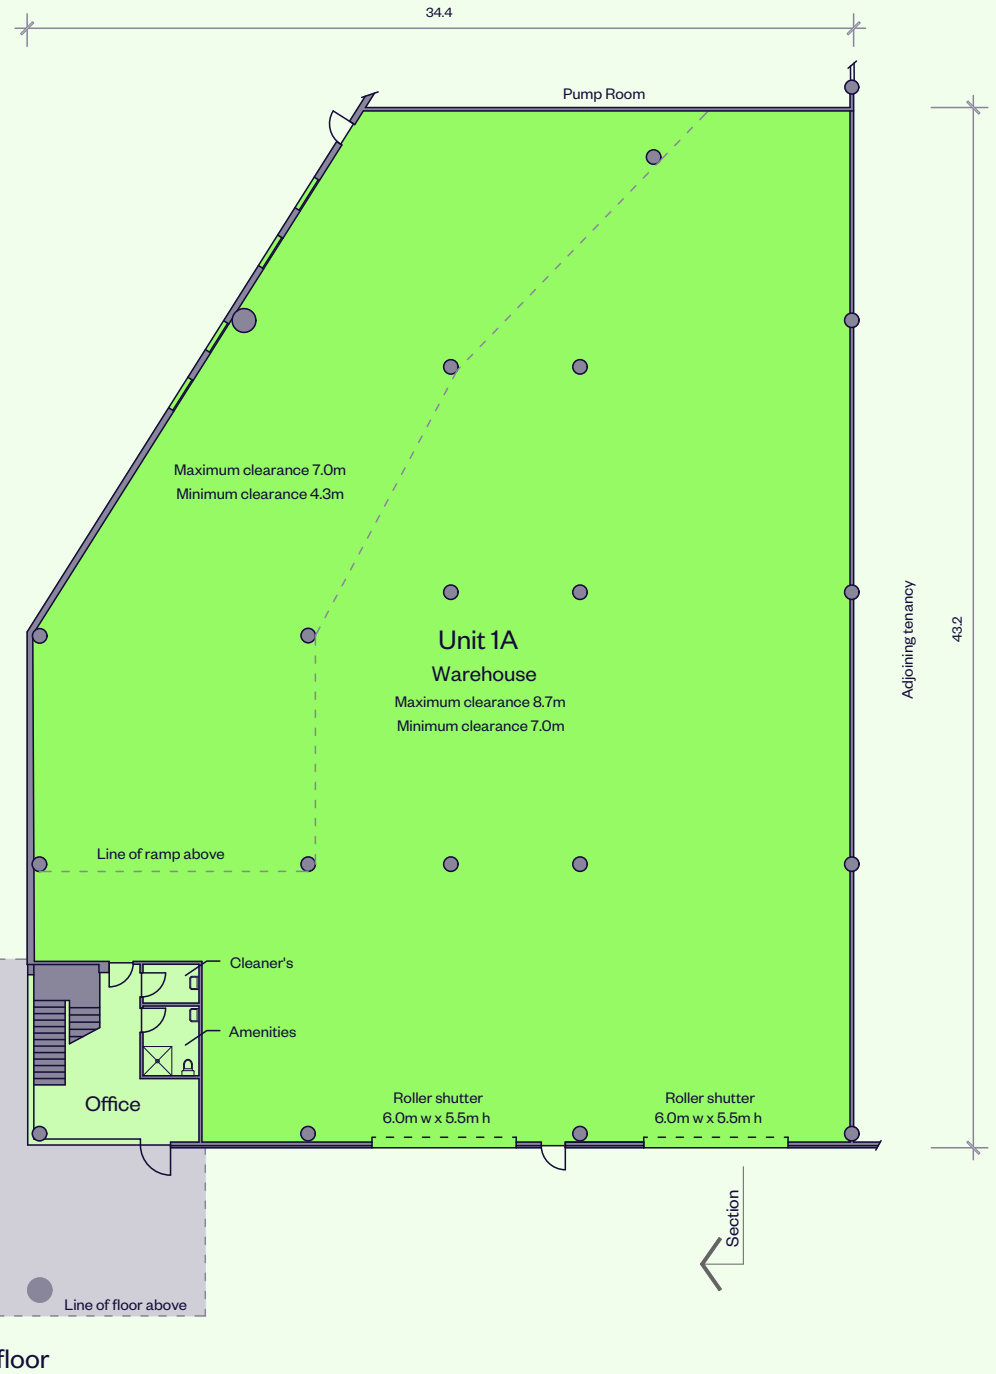 34.4
Pump Room
Maximum clearance 7.0m
Minimum clearance 4.3m
Adjoining tenancy
43.2
Unit 1A
Warehouse
Maximum clearance 8.7m
Minimum clearance 7.0m
Line of ramp above
Cleaner's
Amenities
Office
Roller shutter
6.0m w x 5.5m h
Roller shutter
6.0m w x 5.5m h
Section
Line of floor above
floor